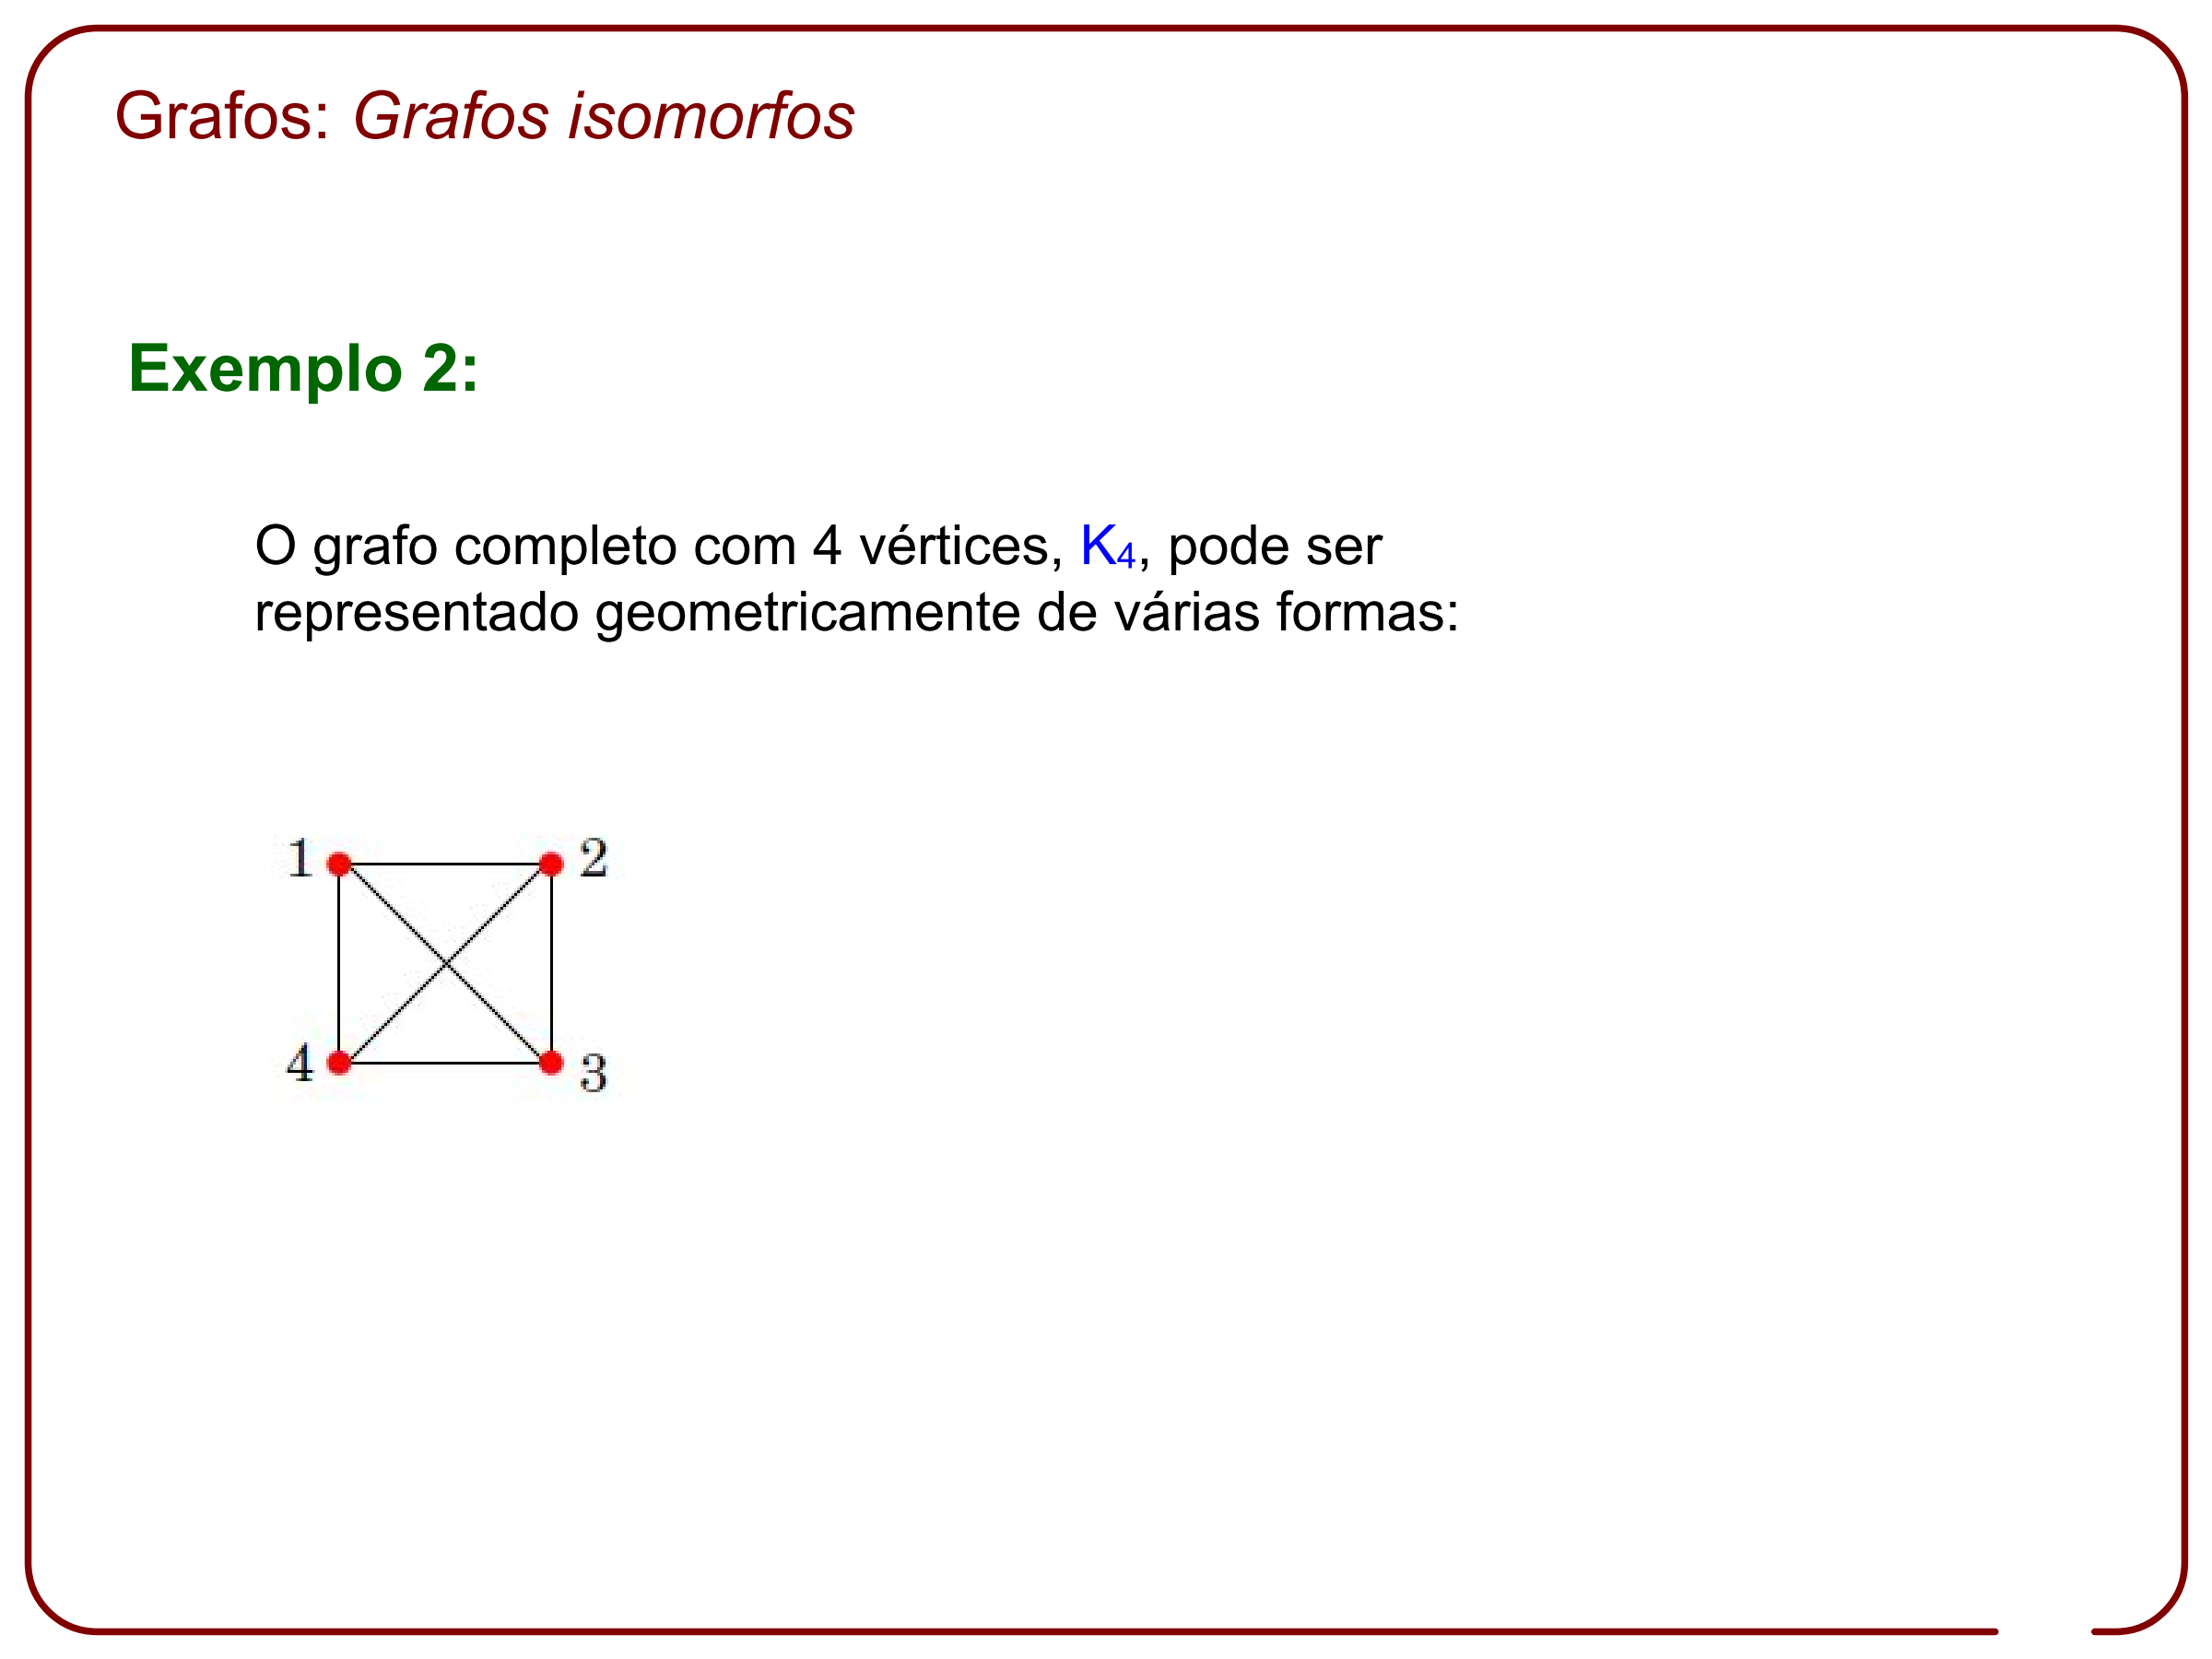 Grafos: Grafos isomorfos
Exemplo 2:
O grafo completo com 4 vértices, K₄, pode ser
representado geometricamente de várias formas:
1 2
4 3